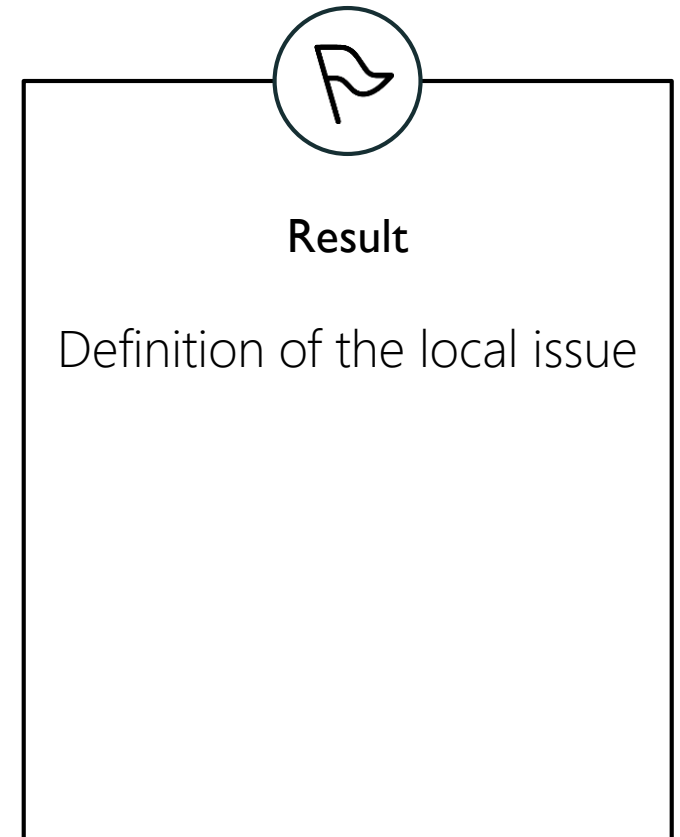 Result
Definition of the local issue